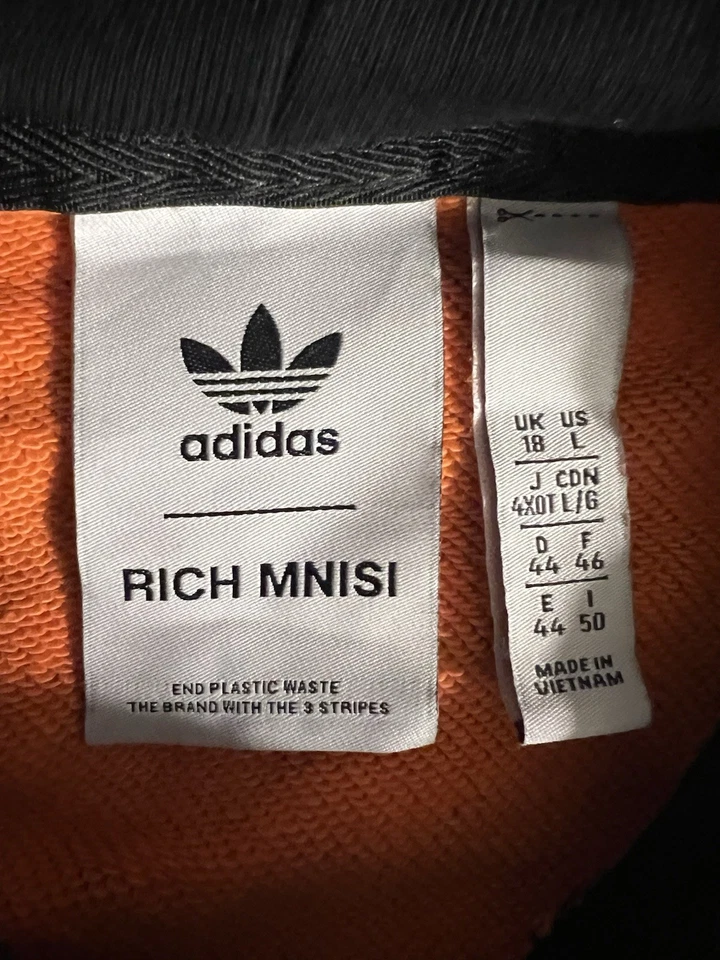 adidas
RICH MNISI
END PLASTIC WASTE
THE BRAND WITH THE 3 STRIPES
UK US
18 L
J CDN
4XOT L/G
D F
44 46
E I
44 50
MADE IN
VIETNAM